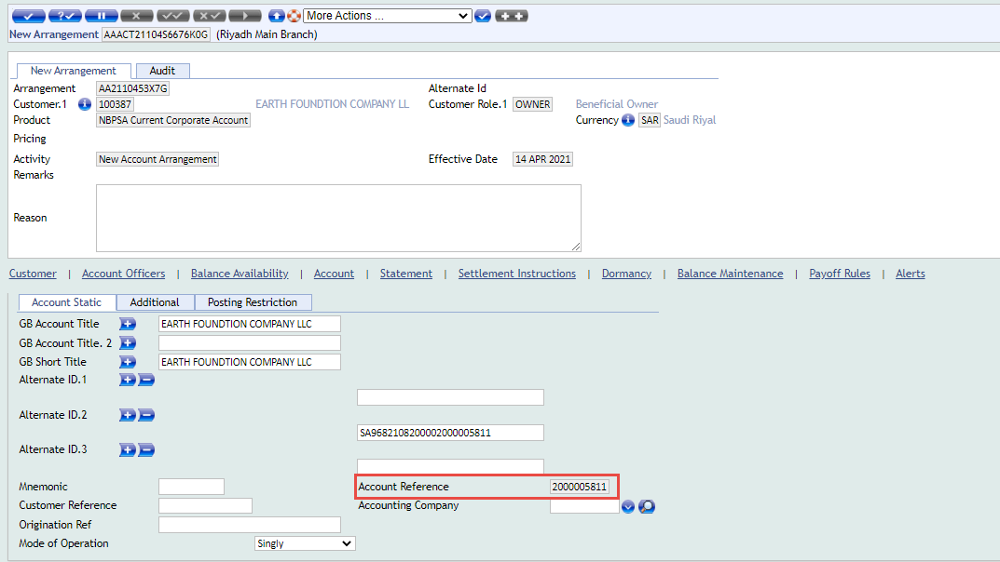 More Actions ...
New Arrangement AAACT21104S6676K0G (Riyadh Main Branch)
New Arrangement Audit
Arrangement AA2110453X7G Alternate Id
Customer.1 100387 EARTH FOUNDTION COMPANY LL Customer Role.1 OWNER Beneficial Owner
Product NBPSA Current Corporate Account Currency SAR Saudi Riyal
Pricing
Activity New Account Arrangement Effective Date 14 APR 2021
Remarks
Reason
Customer | Account Officers | Balance Availability | Account | Statement | Settlement Instructions | Dormancy | Balance Maintenance | Payoff Rules | Alerts
Account Static Additional Posting Restriction
GB Account Title EARTH FOUNDTION COMPANY LLC
GB Account Title. 2
GB Short Title EARTH FOUNDTION COMPANY LLC
Alternate ID.1
Alternate ID.2
SA9682108200002000005811
Alternate ID.3
Mnemonic Account Reference 2000005811
Customer Reference Accounting Company
Origination Ref
Mode of Operation Singly